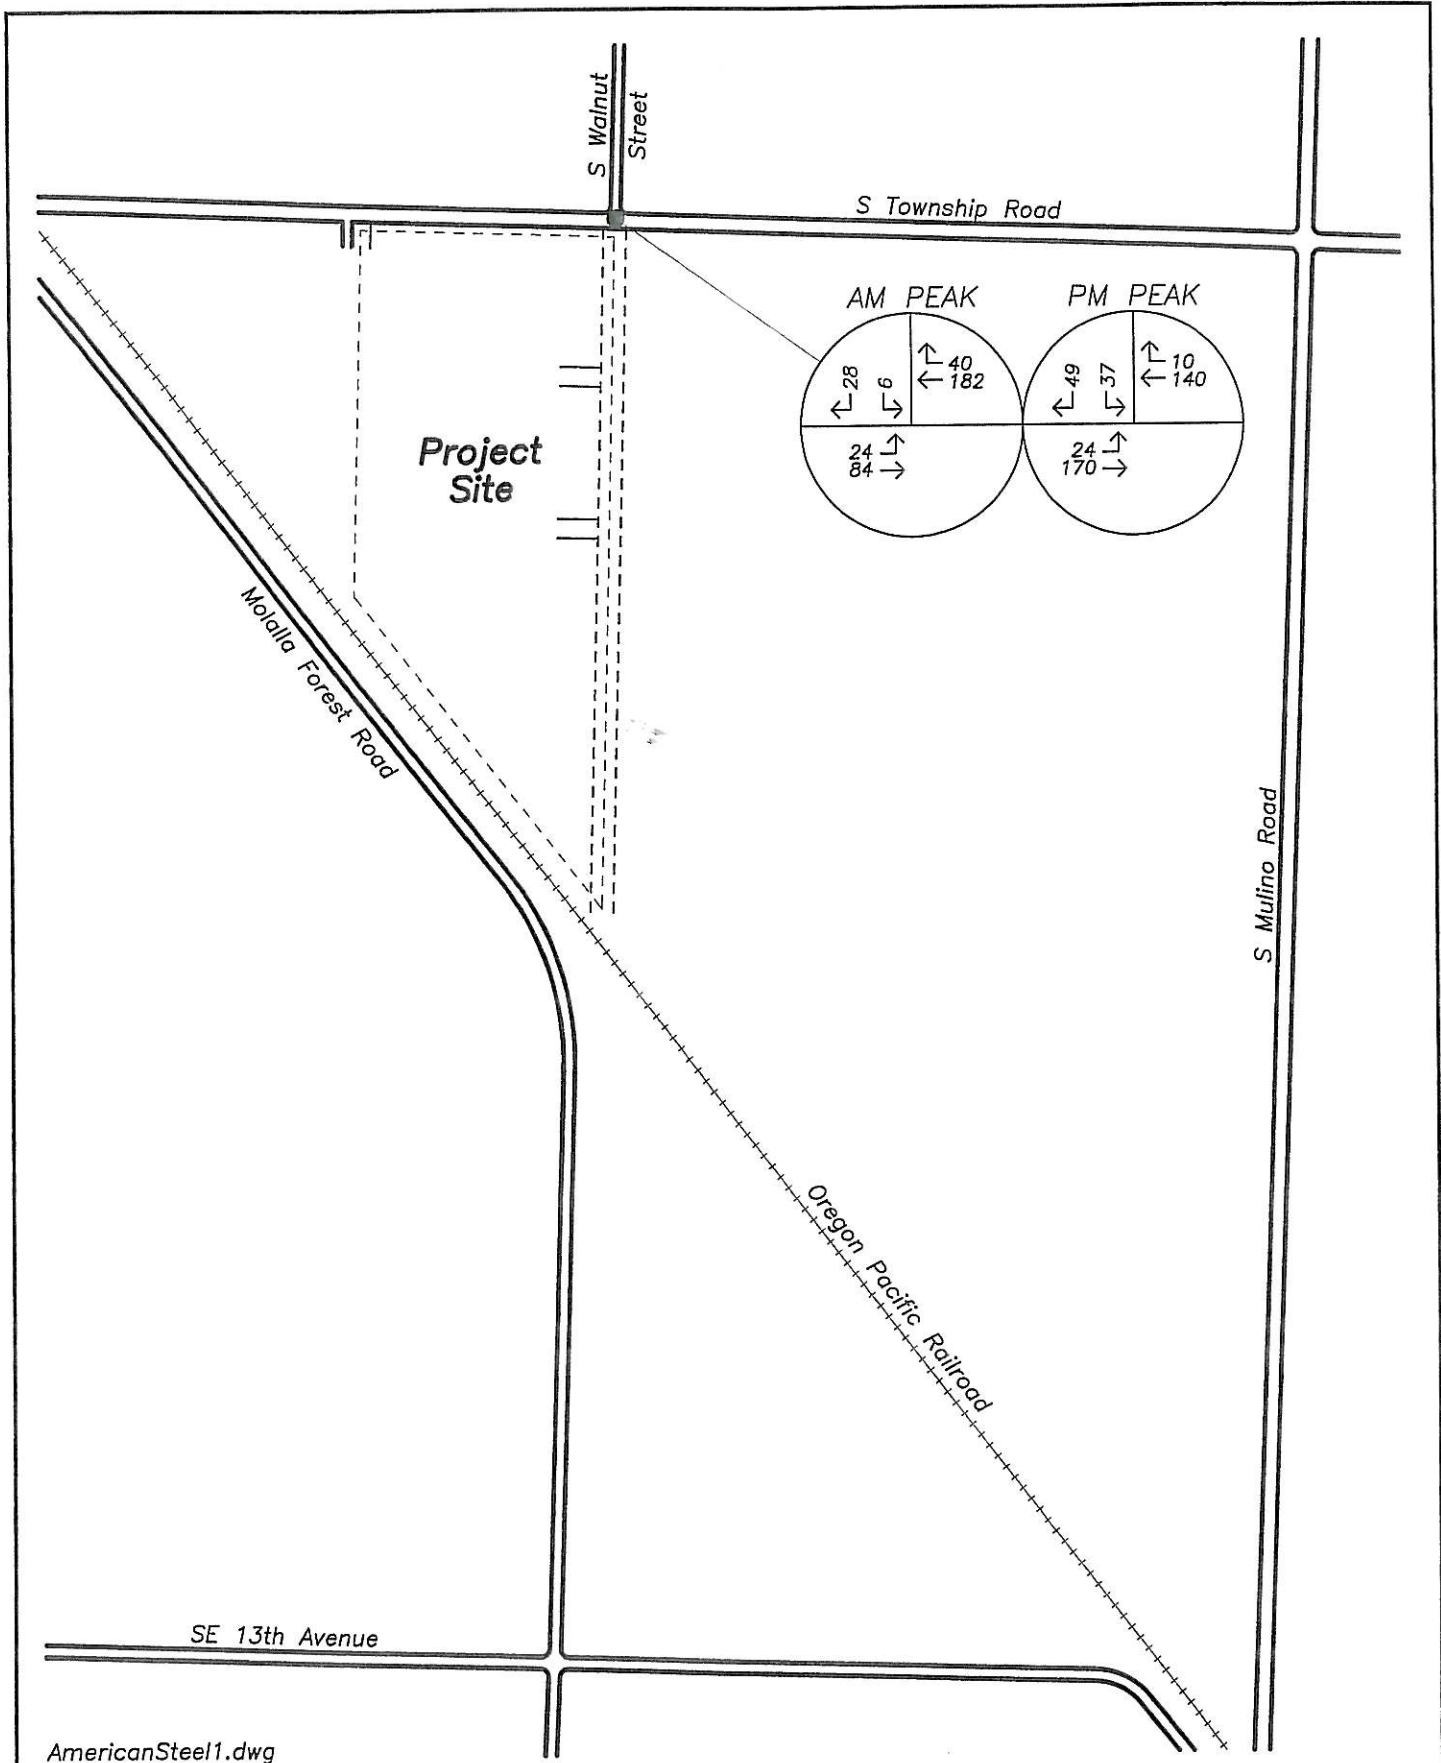 S Walnut
Street
S Township Road
AM PEAK
PM PEAK
28
6
40
182
24
84
49
37
10
140
24
170
Project
Site
Molalla Forest Road
S Mulino Road
Oregon Pacific Railroad
SE 13th Avenue
AmericanSteel1.dwg